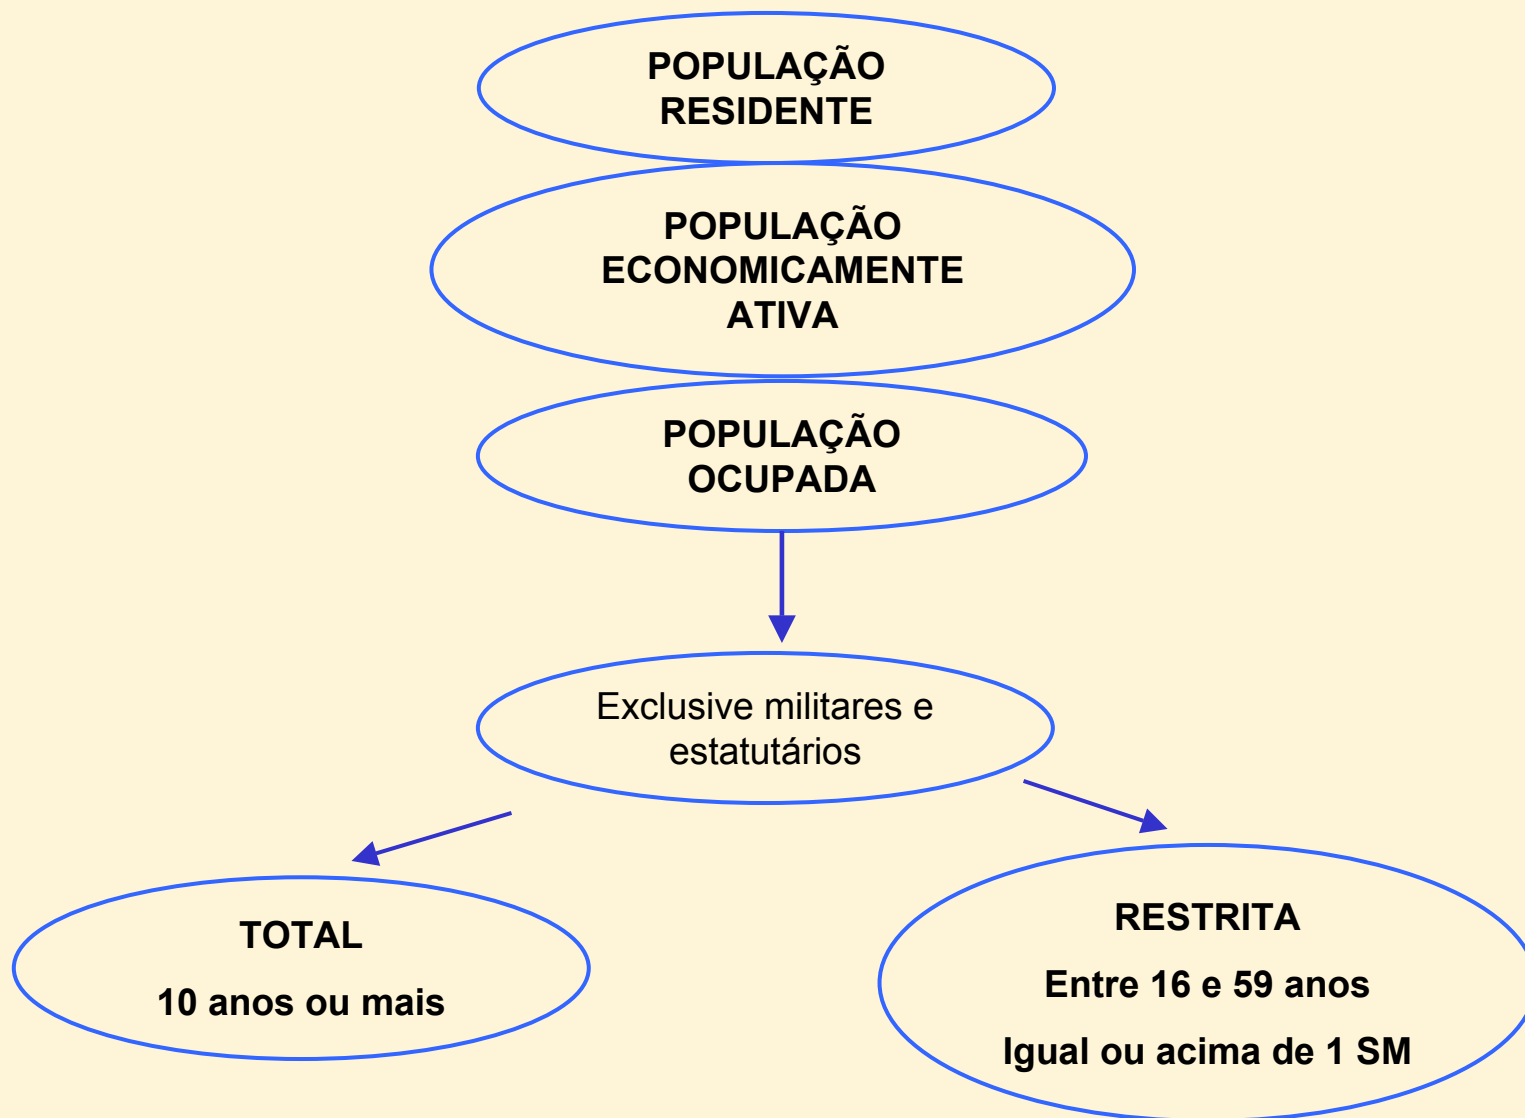 POPULAÇÃO
RESIDENTE
POPULAÇÃO
ECONOMICAMENTE
ATIVA
POPULAÇÃO
OCUPADA
Exclusive militares e
estatutários
TOTAL
10 anos ou mais
RESTRITA
Entre 16 e 59 anos
Igual ou acima de 1 SM